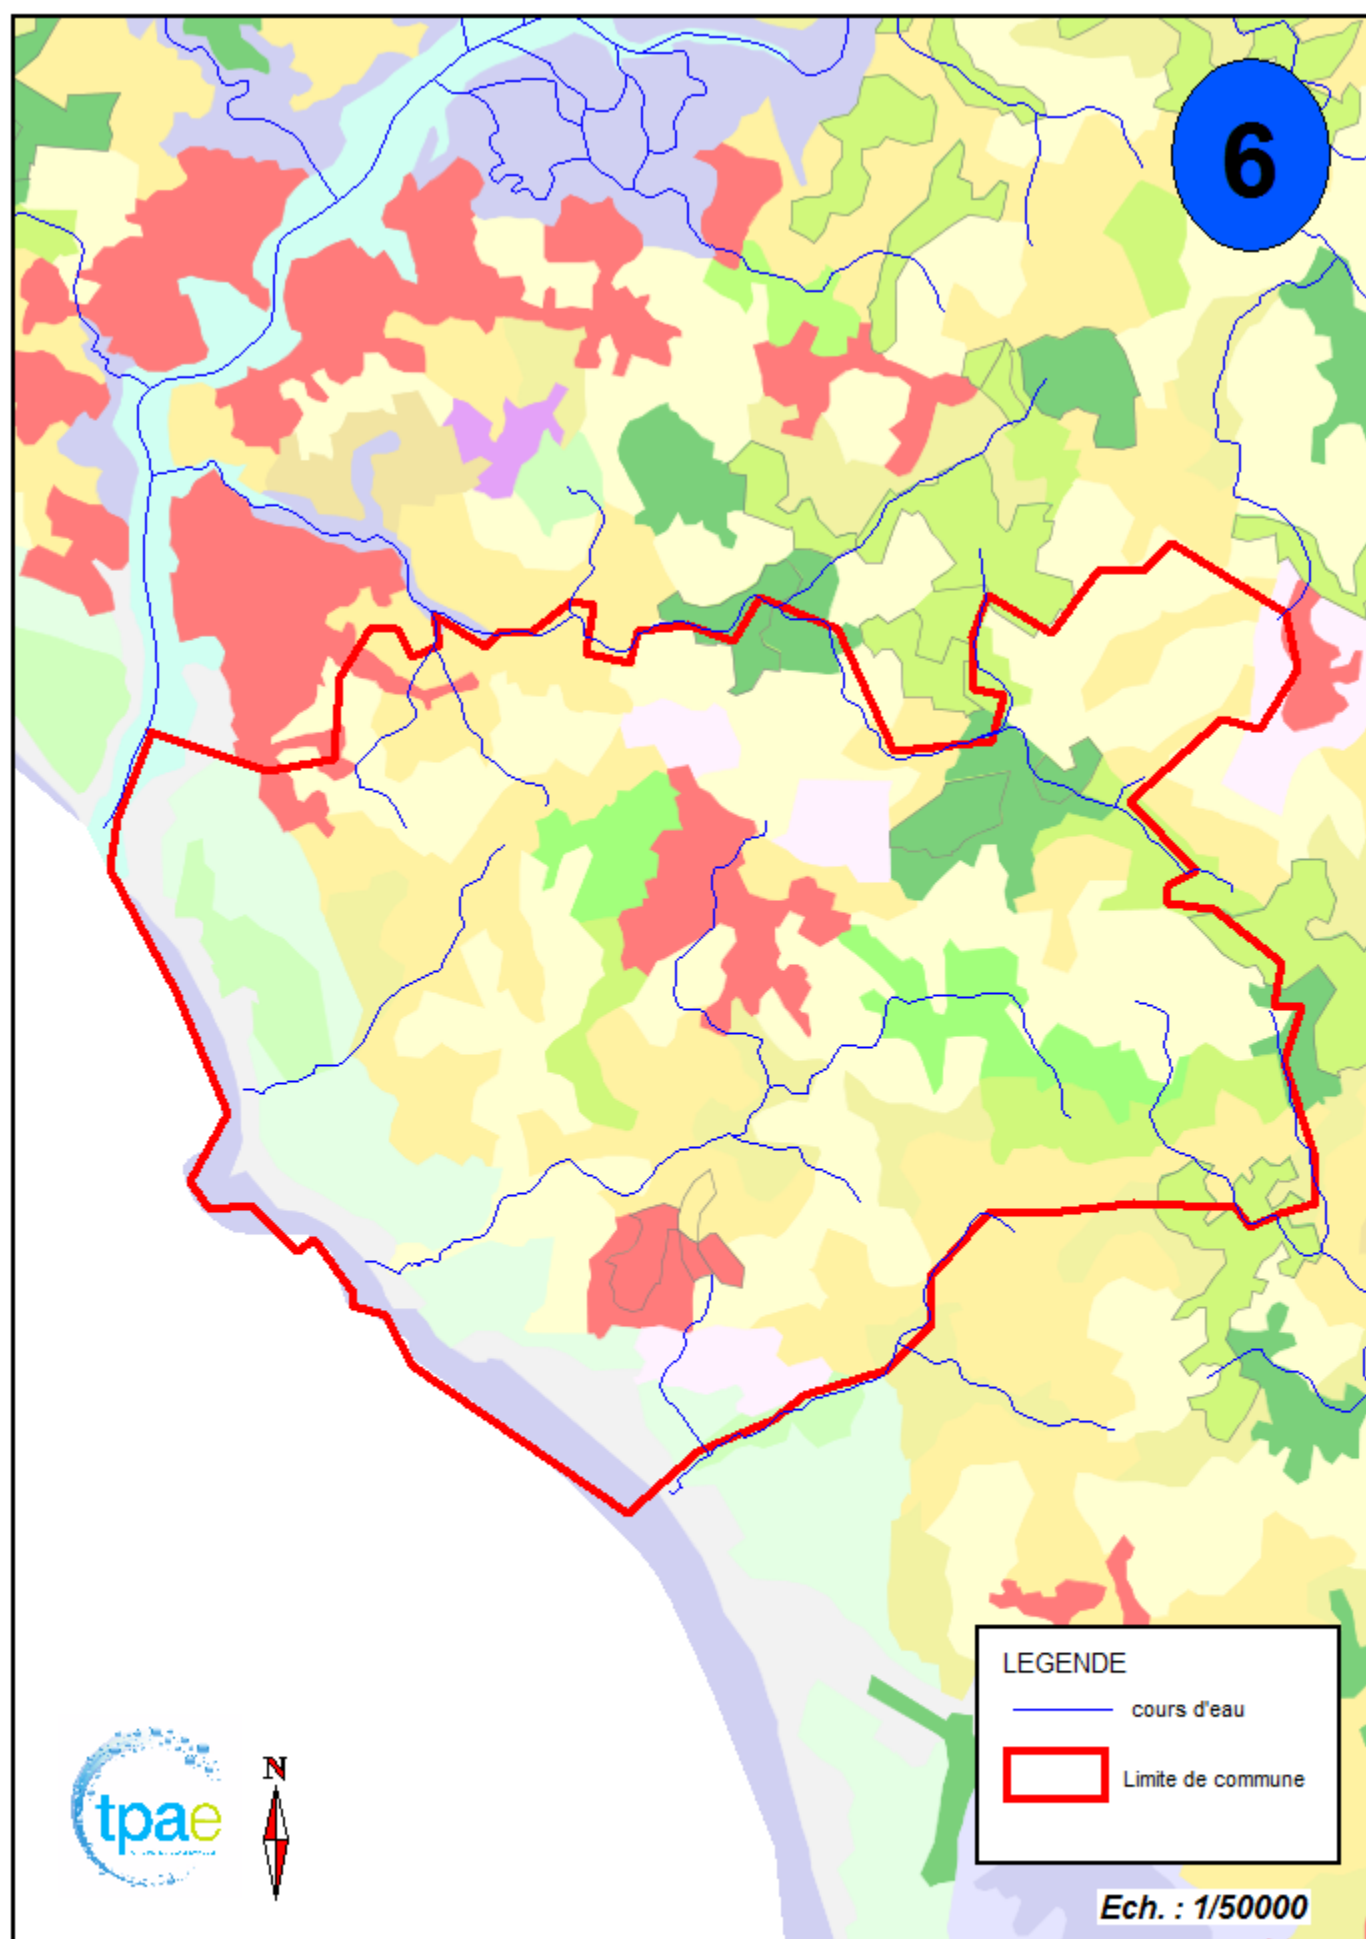 6
LEGENDE
cours d'eau
Limite de commune
tpae
N
Ech. : 1/50000